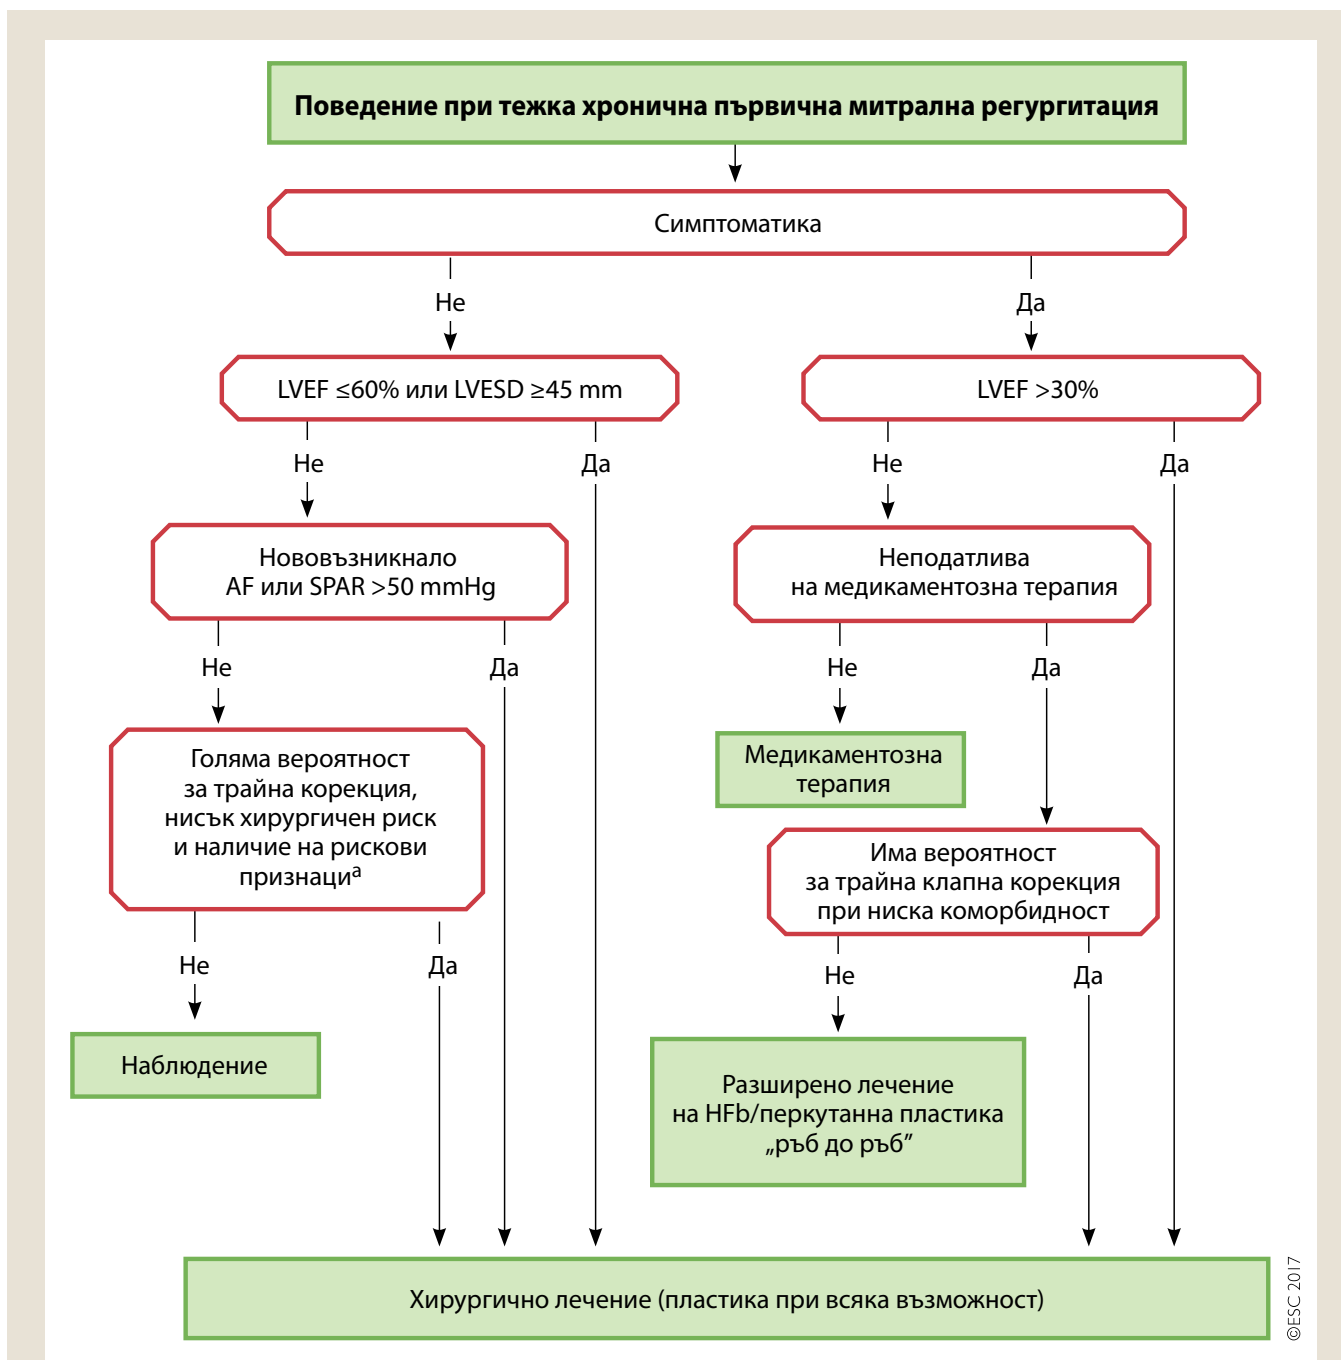 Поведение при тежка хронична първична митрална регургитация
Симптоматика
Не
Да
LVEF ≤60% или LVESD ≥45 mm
LVEF >30%
Не
Да
Не
Да
Нововъзникнало
AF или SPAR >50 mmHg
Неподатлива
на медикаментозна терапия
Не
Да
Не
Да
Голяма вероятност
за трайна корекция,
нисък хирургичен риск
и наличие на рискови
признациª
Медикаментозна
терапия
Има вероятност
за трайна клапна корекция
при ниска коморбидност
Не
Да
Не
Да
Наблюдение
Разширено лечение
на HFb/перкутанна пластика
„ръб до ръб”
Хирургично лечение (пластика при всяка възможност)
©ESC 2017